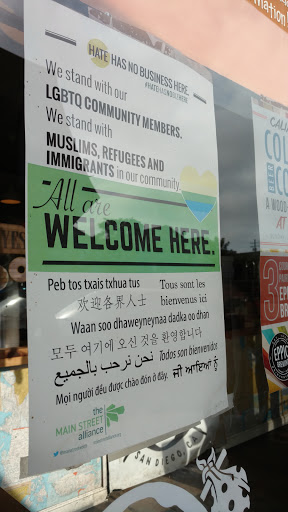 HATE HAS NO BUSINESS HERE
#HATEHASNOBIZHERE
We stand with our
LGBTQ COMMUNITY MEMBERS.
We stand with
MUSLIMS, REFUGEES AND
IMMIGRANTS in our community.
All are
WELCOME HERE.
Peb tos txais txhua tus
Tous sont les
bienvenus ici
欢迎各界人士
Waan soo dhaweyneynaa dadka oo dhan
모두 여기에 오신 것을 환영합니다
نحن نرحب بالجميع
Todos son bienvenidos
Mọi người đều được chào đón ở đây.
ਜੀ ਆਇਆਂ ਨੂੰ
the
MAIN STREET
alliance
SAN DIEGO
3